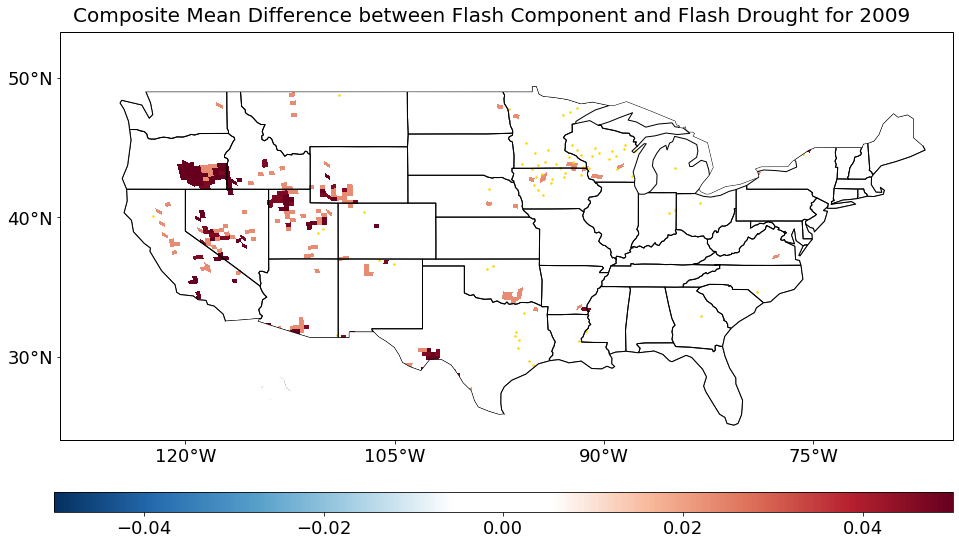 Composite Mean Difference between Flash Component and Flash Drought for 2009
50°N
40°N
30°N
120°W 105°W 90°W 75°W
−0.04 −0.02 0.00 0.02 0.04